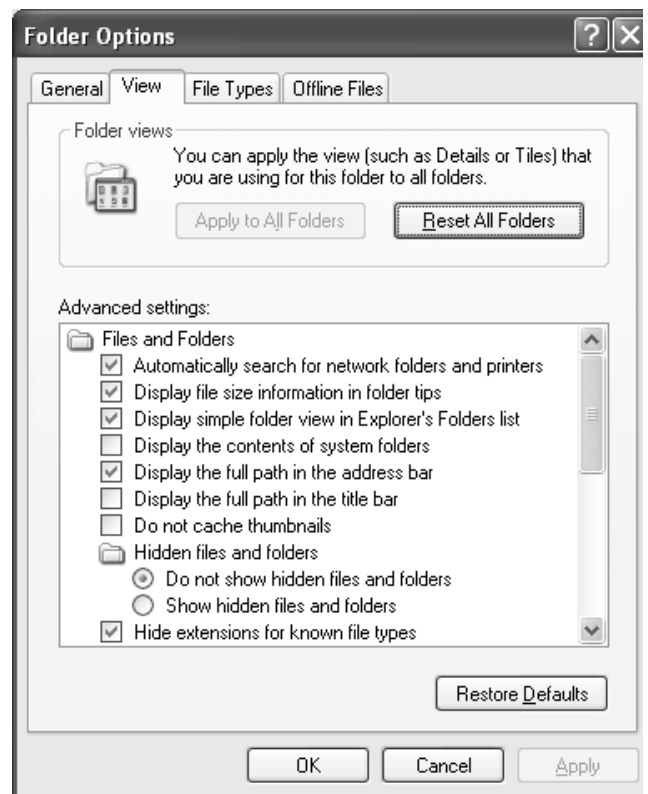 Folder Options
General View File Types Offline Files
Folder views
You can apply the view (such as Details or Tiles) that
you are using for this folder to all folders.
Apply to All Folders Reset All Folders
Advanced settings:
Files and Folders
Automatically search for network folders and printers
Display file size information in folder tips
Display simple folder view in Explorer's Folders list
Display the contents of system folders
Display the full path in the address bar
Display the full path in the title bar
Do not cache thumbnails
Hidden files and folders
Do not show hidden files and folders
Show hidden files and folders
Hide extensions for known file types
Restore Defaults
OK Cancel Apply